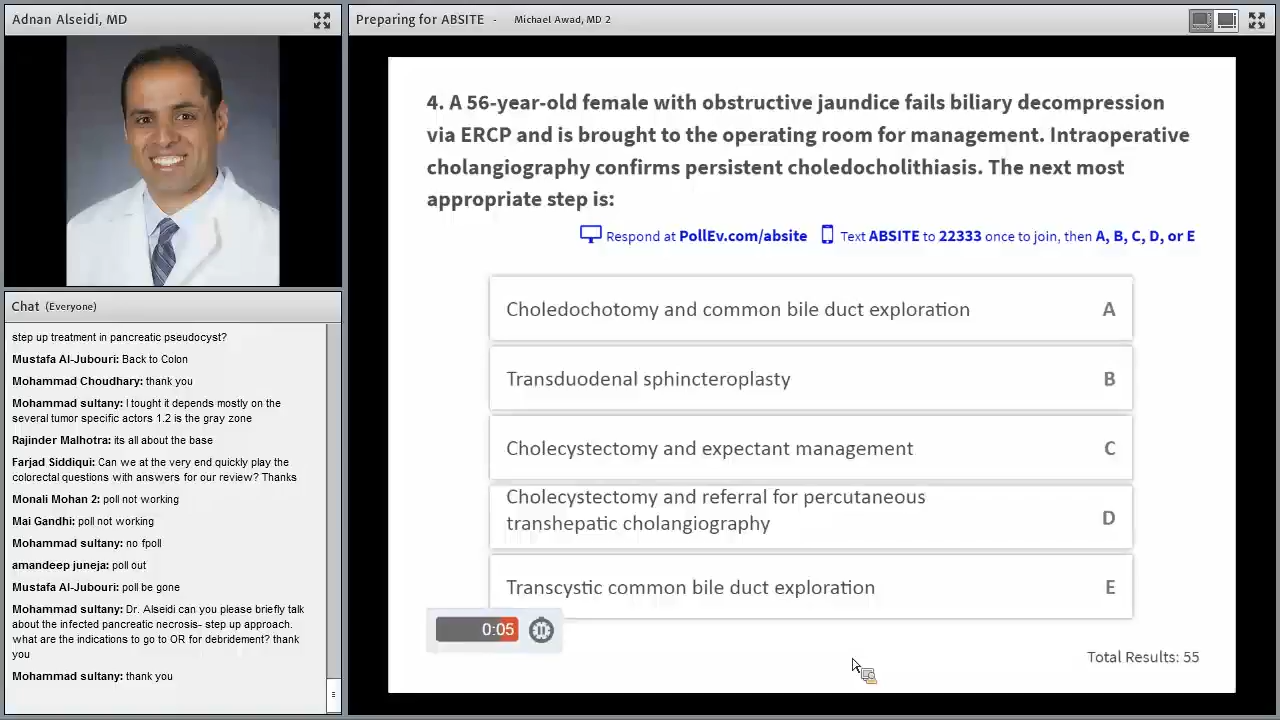 Adnan Alseidi, MD
Preparing for ABSITE - Michael Awad, MD 2
4. A 56-year-old female with obstructive jaundice fails biliary decompression
via ERCP and is brought to the operating room for management. Intraoperative
cholangiography confirms persistent choledocholithiasis. The next most
appropriate step is:
Respond at PollEv.com/absite Text ABSITE to 22333 once to join, then A, B, C, D, or E
Choledochotomy and common bile duct exploration A
Transduodenal sphincteroplasty B
Cholecystectomy and expectant management C
Cholecystectomy and referral for percutaneous
transhepatic cholangiography D
Transcystic common bile duct exploration E
0:05
Total Results: 55
Chat (Everyone)
step up treatment in pancreatic pseudocyst?
Mustafa Al-Jubouri: Back to Colon
Mohammad Choudhary: thank you
Mohammad sultany: I tought it depends mostly on the
several tumor specific actors 1.2 is the gray zone
Rajinder Malhotra: its all about the base
Farjad Siddiqui: Can we at the very end quickly play the
colorectal questions with answers for our review? Thanks
Monali Mohan 2: poll not working
Mai Gandhi: poll not working
Mohammad sultany: no fpoll
amandeep juneja: poll out
Mustafa Al-Jubouri: poll be gone
Mohammad sultany: Dr. Alseidi can you please briefly talk
about the infected pancreatic necrosis- step up approach.
what are the indications to go to OR for debridement? thank
you
Mohammad sultany: thank you